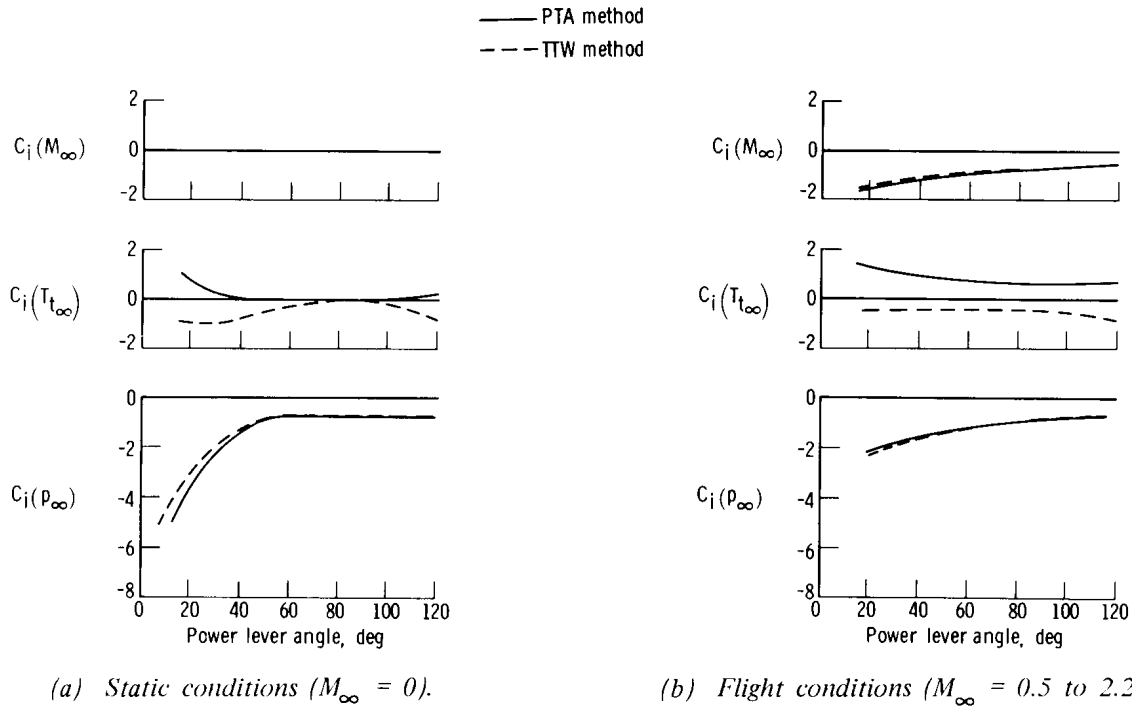 PTA method
TTW method
2
C_i(M_∞) 0
-2
2
C_i(T_t∞) 0
-2
0
-2
C_i(p_∞) -4
-6
-8
0 20 40 60 80 100 120
Power lever angle, deg
(a) Static conditions (M_∞ = 0).
2
C_i(M_∞) 0
-2
2
C_i(T_t∞) 0
-2
0
-2
C_i(p_∞) -4
-6
-8
0 20 40 60 80 100 120
Power lever angle, deg
(b) Flight conditions (M_∞ = 0.5 to 2.2